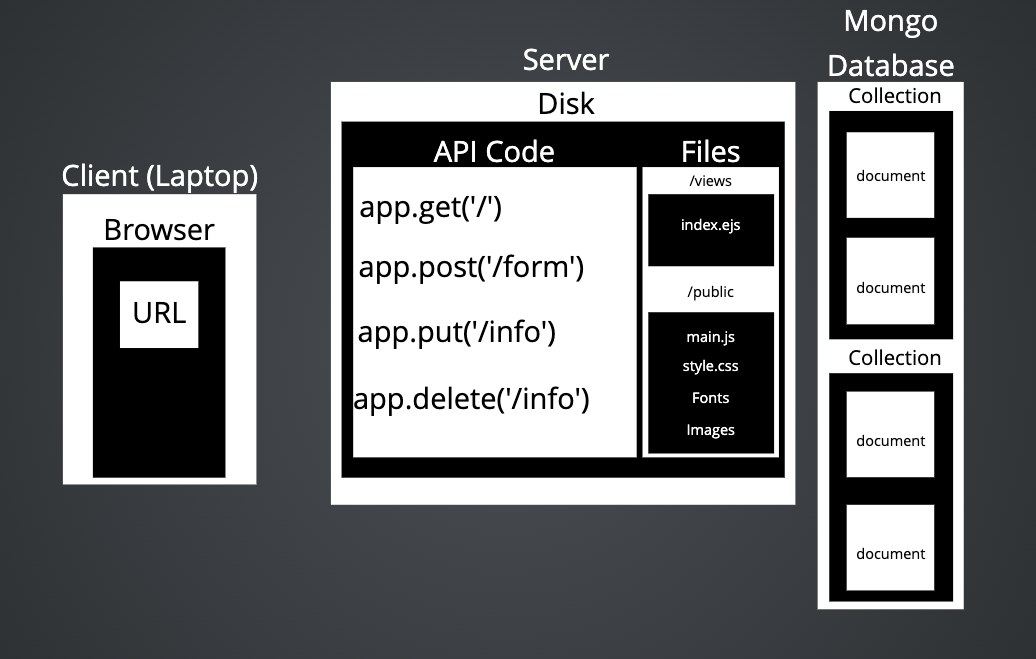 Client (Laptop)
Browser
URL
Server
Disk
API Code
app.get('/')
app.post('/form')
app.put('/info')
app.delete('/info')
Files
/views
index.ejs
/public
main.js
style.css
Fonts
Images
Mongo
Database
Collection
document
document
Collection
document
document